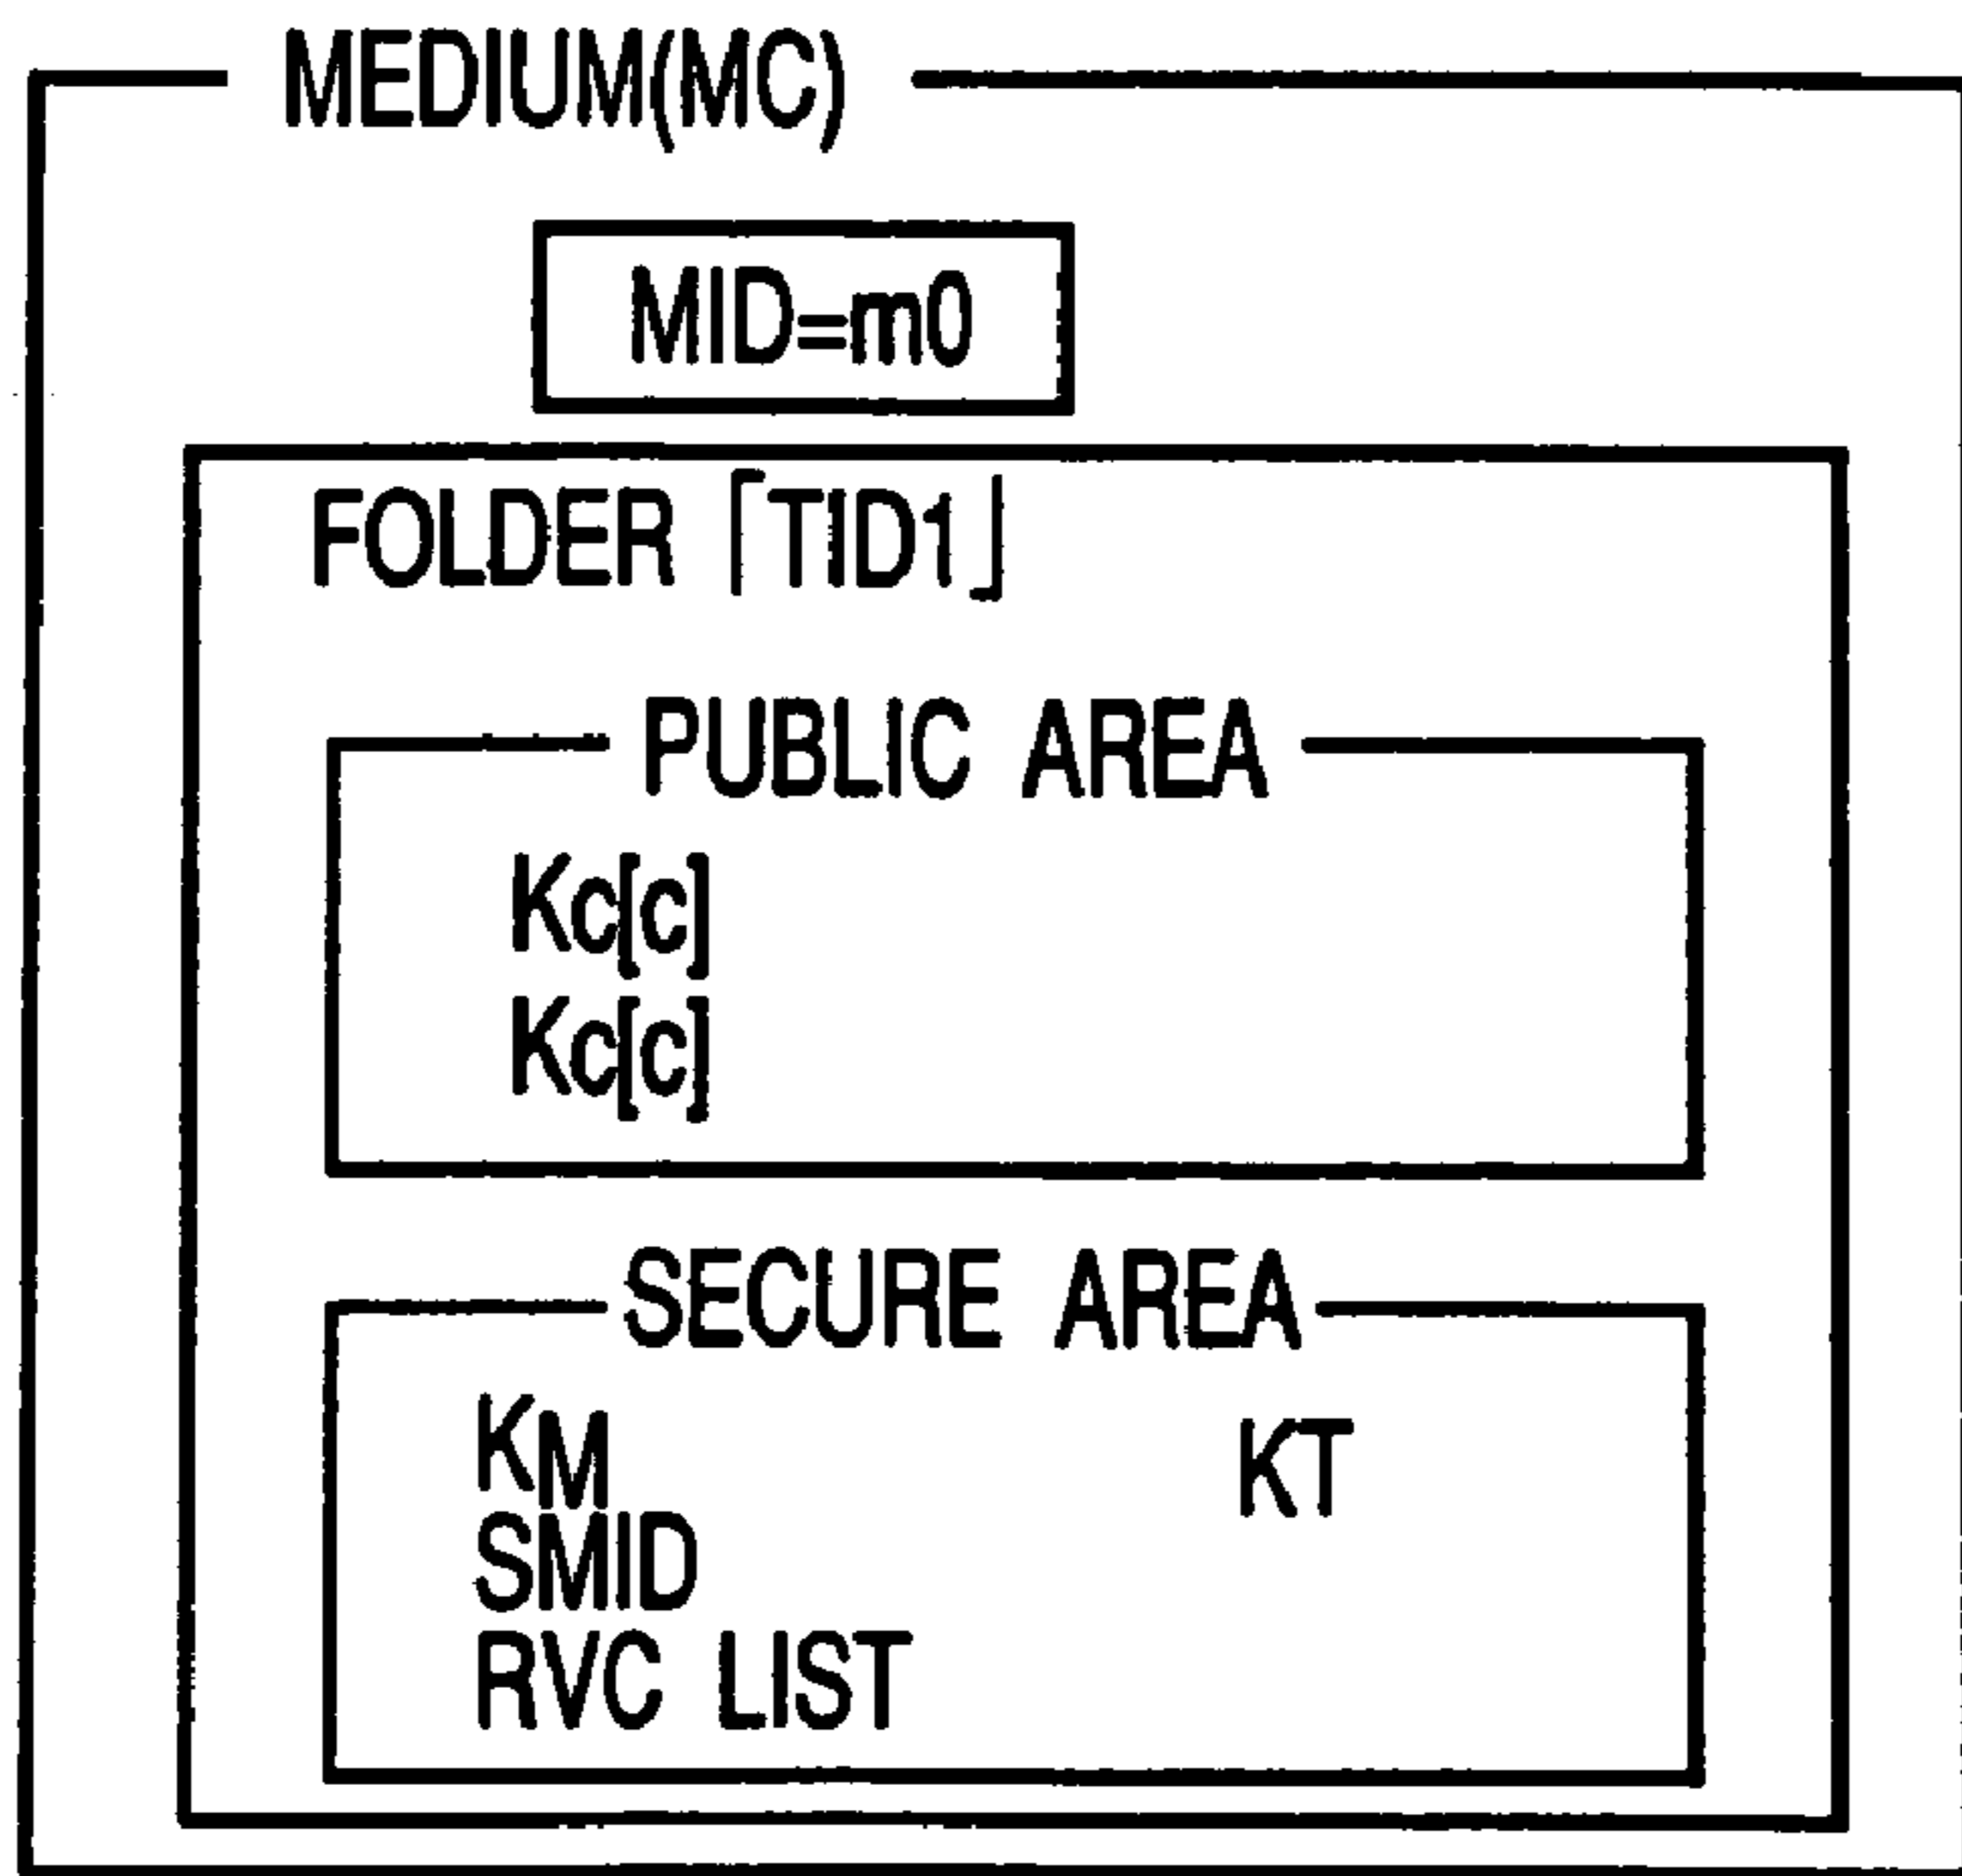 MEDIUM(MC)
MID=m0
FOLDER「TID1」
PUBLIC AREA
Kc[c]
Kc[c]
SECURE AREA
KM KT
SMID
RVC LIST